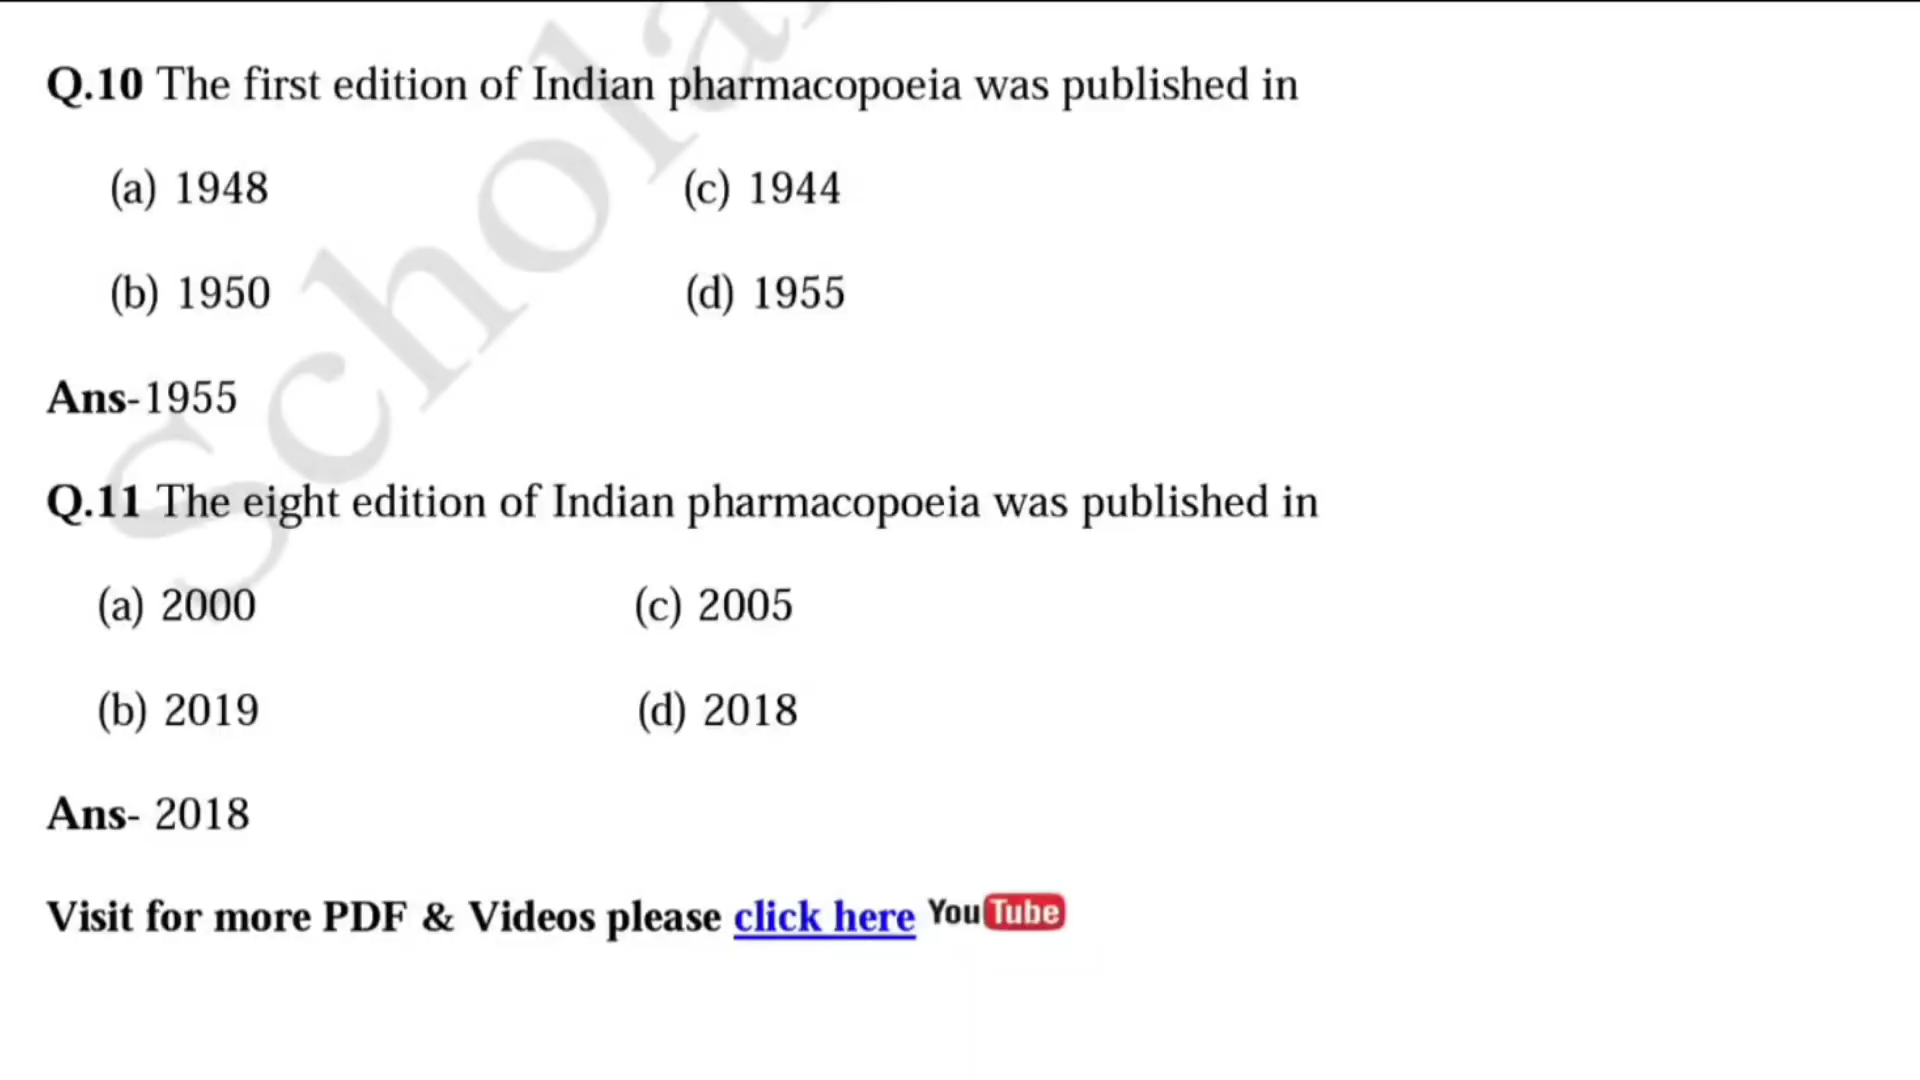 Q.10 The first edition of Indian pharmacopoeia was published in
(a) 1948 (c) 1944
(b) 1950 (d) 1955
Ans-1955
Q.11 The eight edition of Indian pharmacopoeia was published in
(a) 2000 (c) 2005
(b) 2019 (d) 2018
Ans- 2018
Visit for more PDF & Videos please click here YouTube
Schola